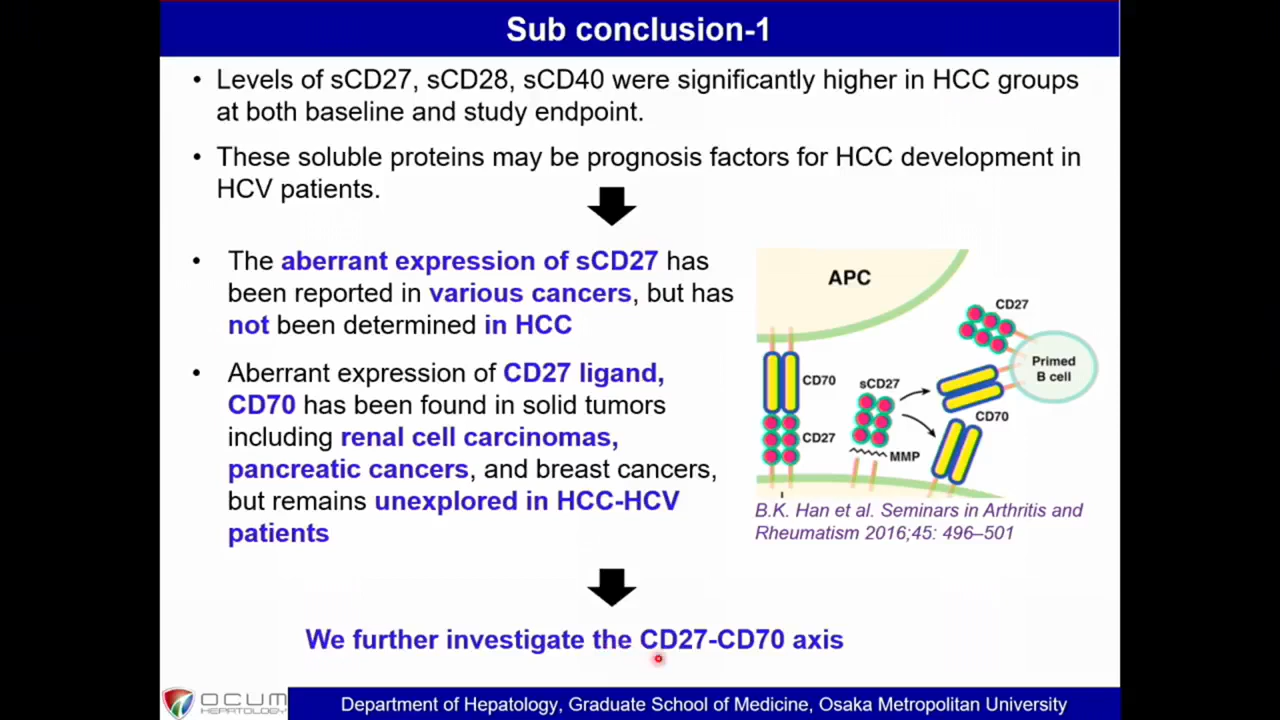 Sub conclusion-1
• Levels of sCD27, sCD28, sCD40 were significantly higher in HCC groups
at both baseline and study endpoint.
• These soluble proteins may be prognosis factors for HCC development in
HCV patients.
• The aberrant expression of sCD27 has
been reported in various cancers, but has
not been determined in HCC
• Aberrant expression of CD27 ligand,
CD70 has been found in solid tumors
including renal cell carcinomas,
pancreatic cancers, and breast cancers,
but remains unexplored in HCC-HCV
patients
APC
CD27
Primed
B cell
CD70
sCD27
CD70
CD27
MMP
B.K. Han et al. Seminars in Arthritis and
Rheumatism 2016;45: 496–501
We further investigate the CD27-CD70 axis
OCUM
HEPATOLOGY
Department of Hepatology, Graduate School of Medicine, Osaka Metropolitan University